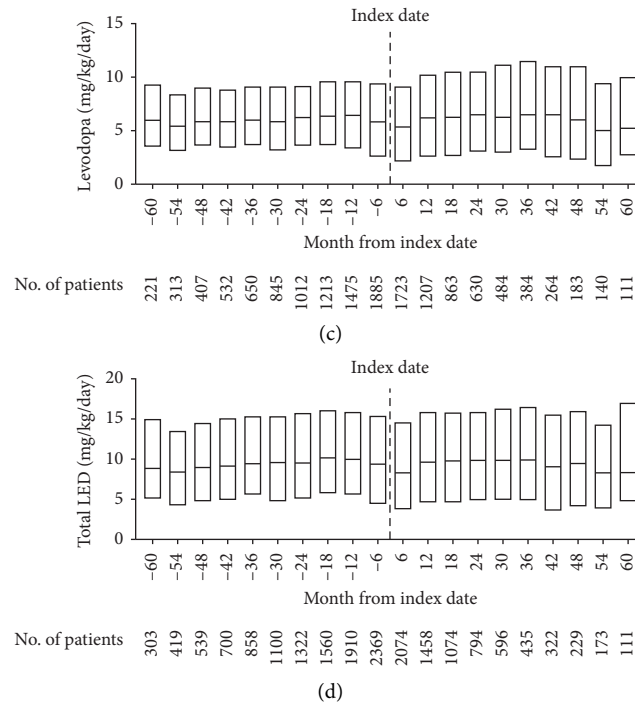 Index date
Levodopa (mg/kg/day)
15
10
5
0
–60 –54 –48 –42 –36 –30 –24 –18 –12 –6 6 12 18 24 30 36 42 48 54 60
Month from index date
No. of patients 221 313 407 532 650 845 1012 1213 1475 1885 1723 1207 863 630 484 384 264 183 140 111
(c)
Index date
Total LED (mg/kg/day)
20
15
10
5
0
–60 –54 –48 –42 –36 –30 –24 –18 –12 –6 6 12 18 24 30 36 42 48 54 60
Month from index date
No. of patients 303 419 539 700 858 1100 1322 1560 1910 2369 2074 1458 1074 794 596 435 322 229 173 111
(d)